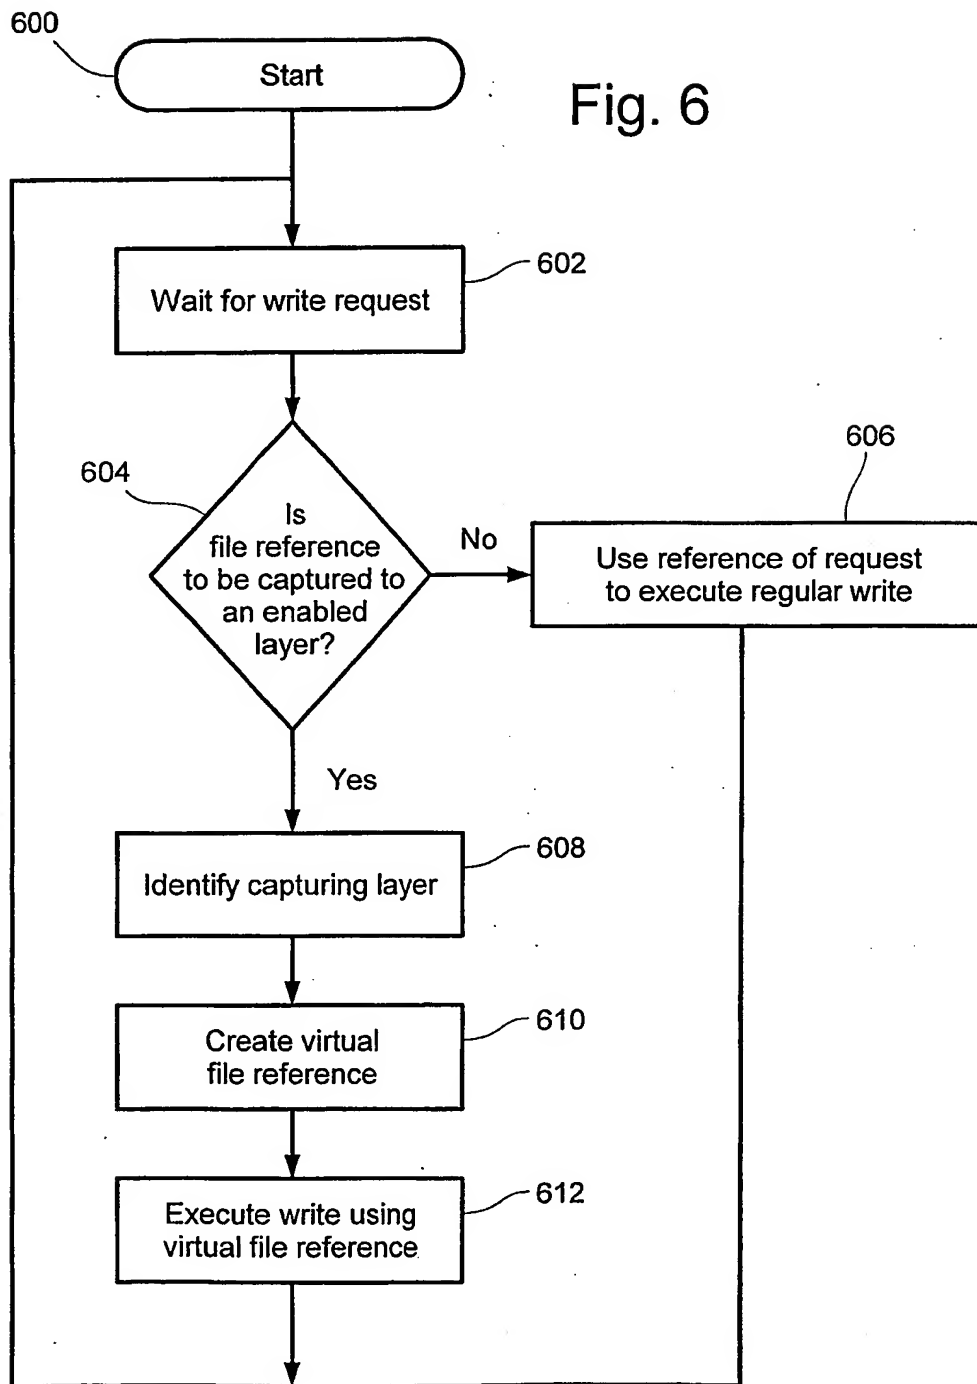 600
Start
Fig. 6
Wait for write request
602
604
Is
file reference
to be captured to
an enabled
layer?
No
606
Use reference of request
to execute regular write
Yes
Identify capturing layer
608
Create virtual
file reference
610
Execute write using
virtual file reference
612